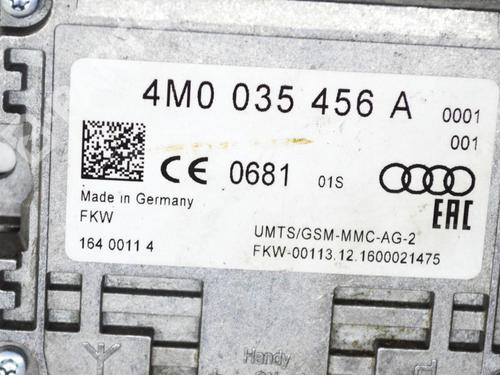 4M0 035 456 A 0001
001
CE 0681 01S
Made in Germany
FKW
EAC
164 0011 4
UMTS/GSM-MMC-AG-2
FKW-00113.12.1600021475
Handy